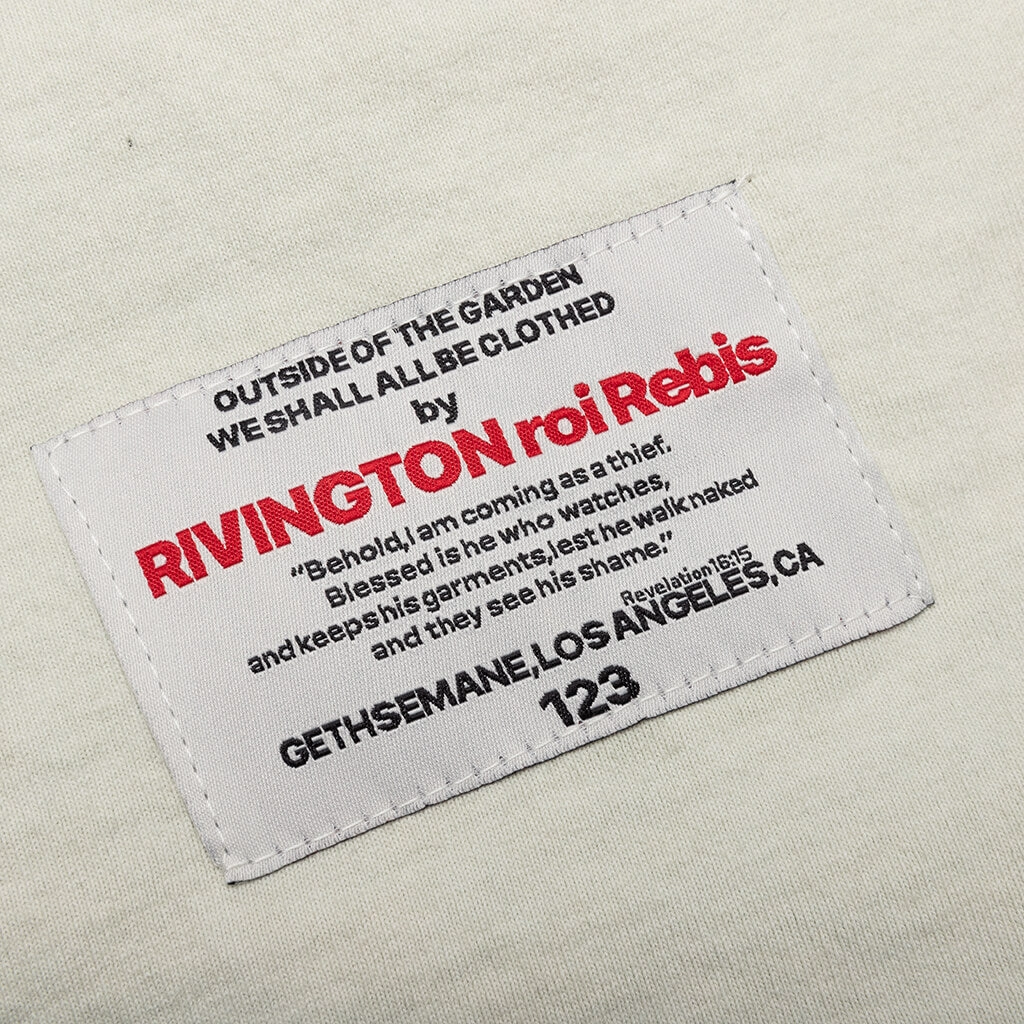 OUTSIDE OF THE GARDEN
WE SHALL ALL BE CLOTHED
by
RIVINGTON roi Rebis
“Behold, I am coming as a thief.
Blessed is he who watches,
and keeps his garments, lest he walk naked
and they see his shame.”
Revelation 16:15
GETHSEMANE, LOS ANGELES, CA
123